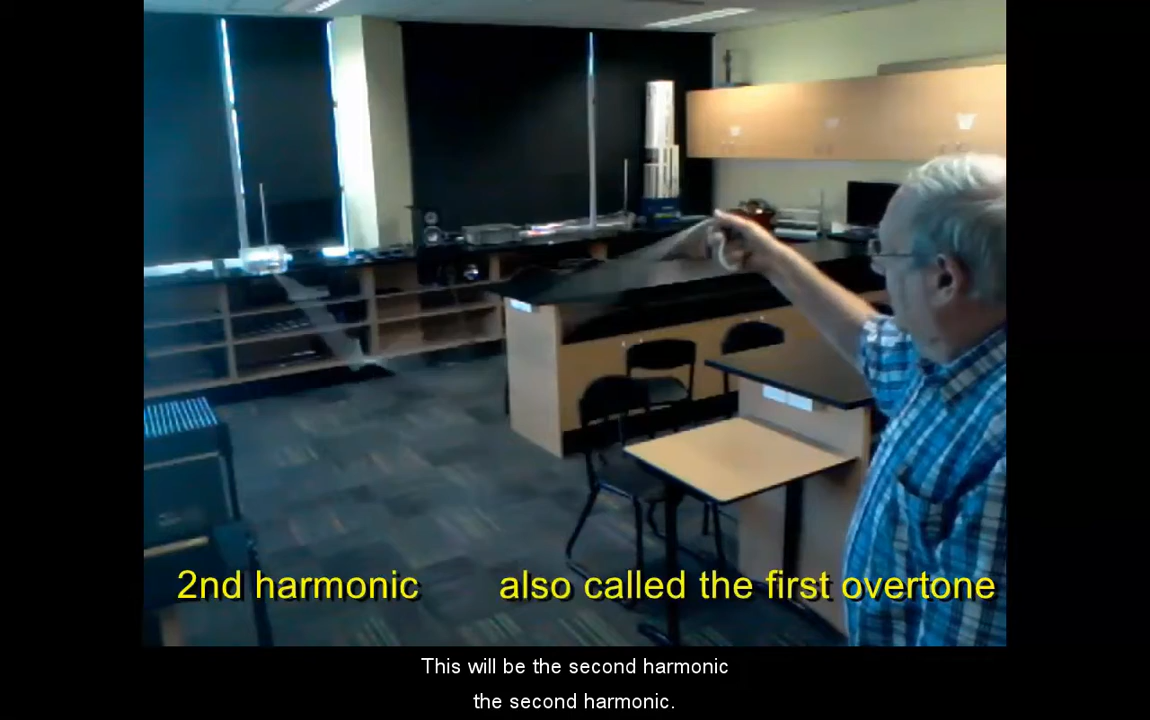 2nd harmonic also called the first overtone
This will be the second harmonic
the second harmonic.